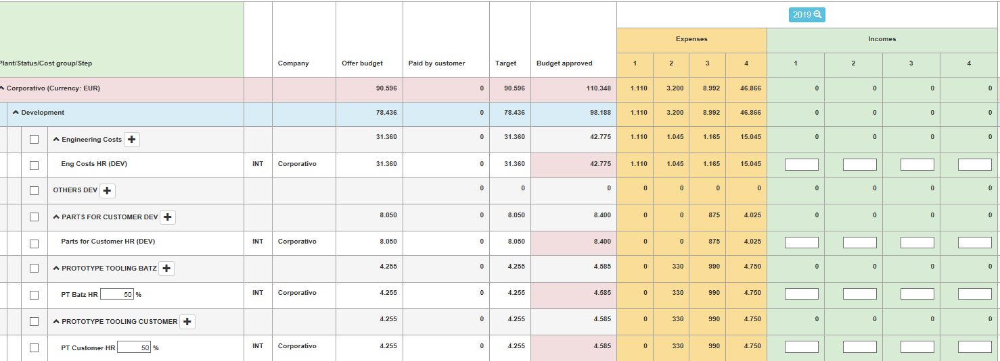 2019
Expenses Incomes
Plant/Status/Cost group/Step Company Offer budget Paid by customer Target Budget approved 1 2 3 4 1 2 3 4
Corporativo (Currency: EUR) 90.596 0 90.596 110.348 1.110 3.200 8.992 46.866 0 0 0 0
Development 78.436 0 78.436 98.188 1.110 3.200 8.992 46.866 0 0 0 0
Engineering Costs 31.360 0 31.360 42.775 1.110 1.045 1.165 15.045 0 0 0 0
Eng Costs HR (DEV) INT Corporativo 31.360 0 31.360 42.775 1.110 1.045 1.165 15.045
OTHERS DEV 0 0 0 0 0 0 0 0 0 0 0
PARTS FOR CUSTOMER DEV 8.050 0 8.050 8.400 0 0 875 4.025 0 0 0 0
Parts for Customer HR (DEV) INT Corporativo 8.050 0 8.050 8.400 0 0 875 4.025
PROTOTYPE TOOLING BATZ 4.255 0 4.255 4.585 0 330 990 4.750 0 0 0 0
PT Batz HR 50 % INT Corporativo 4.255 0 4.255 4.585 0 330 990 4.750
PROTOTYPE TOOLING CUSTOMER 4.255 0 4.255 4.585 0 330 990 4.750 0 0 0 0
PT Customer HR 50 % INT Corporativo 4.255 0 4.255 4.585 0 330 990 4.750